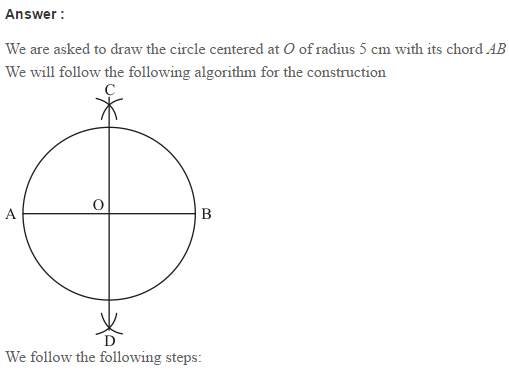 Answer :
We are asked to draw the circle centered at O of radius 5 cm with its chord AB
We will follow the following algorithm for the construction
C
O
A
B
D
We follow the following steps: